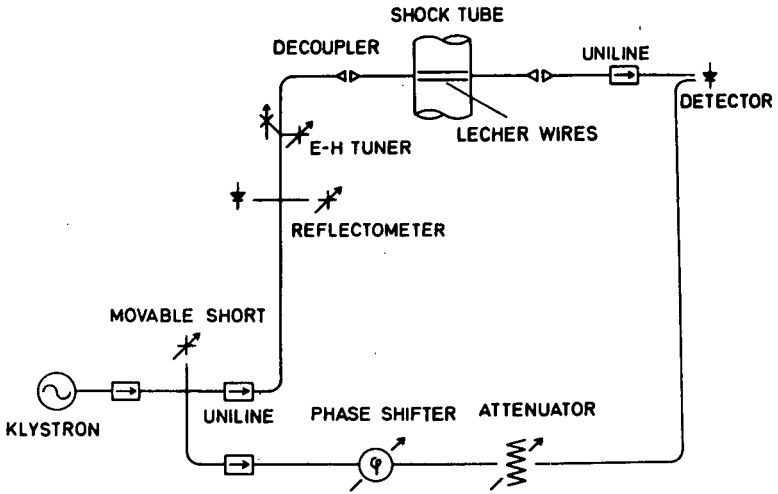 SHOCK TUBE
DECOUPLER
UNILINE
DETECTOR
LECHER WIRES
E-H TUNER
REFLECTOMETER
MOVABLE SHORT
UNILINE
KLYSTRON
PHASE SHIFTER
ATTENUATOR
φ